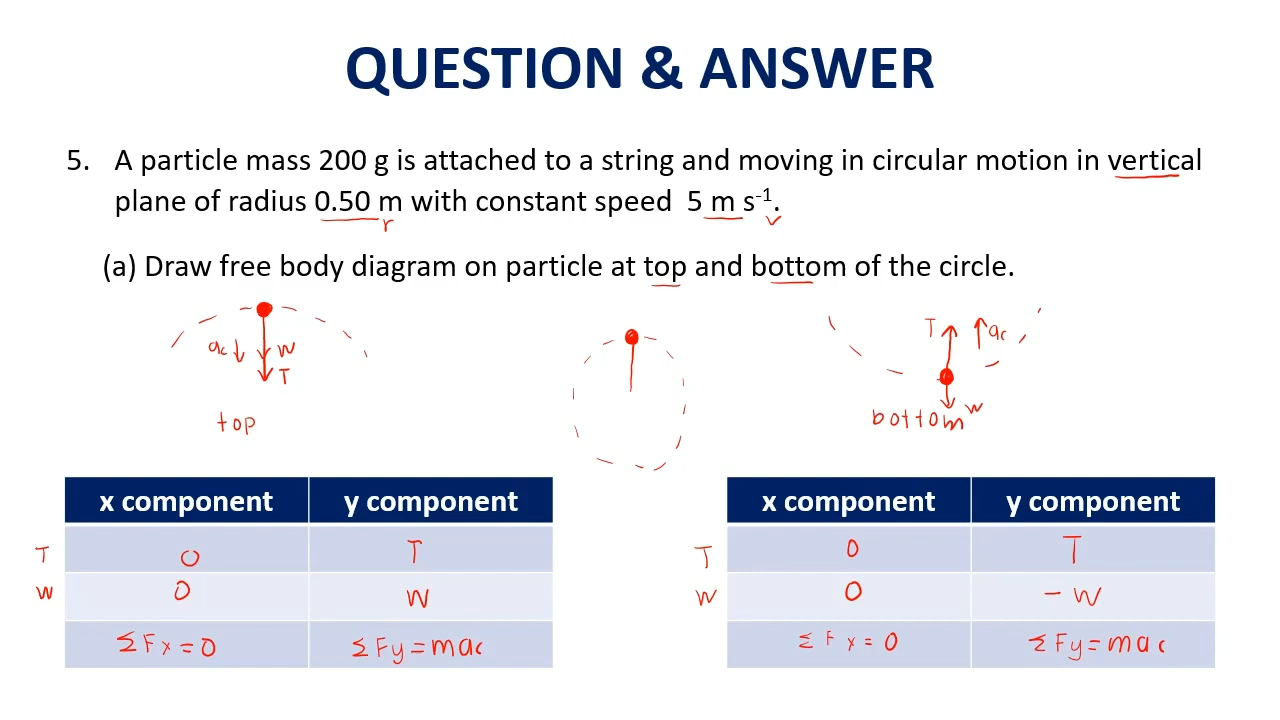 QUESTION & ANSWER
5. A particle mass 200 g is attached to a string and moving in circular motion in vertical
plane of radius 0.50 m with constant speed 5 m s⁻¹.
r
v
(a) Draw free body diagram on particle at top and bottom of the circle.
ac
W
T
top
T
ac
W
bottom
x component y component
T 0 T
W 0 W
ΣFx=0 ΣFy=mac
x component y component
T 0 T
W 0 -W
ΣFx=0 ΣFy=mac